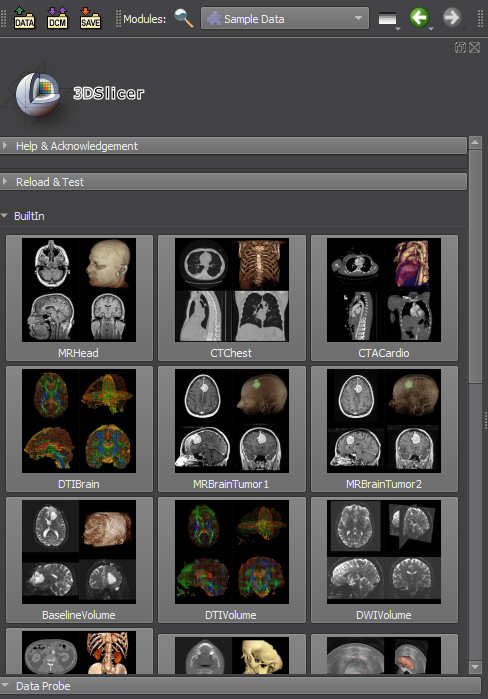 DATA
DCM
SAVE
Modules:
Sample Data
3DSlicer
Help & Acknowledgement
Reload & Test
BuiltIn
MRHead
CTChest
CTACardio
DTIBrain
MRBrainTumor1
MRBrainTumor2
BaselineVolume
DTIVolume
DWIVolume
Data Probe